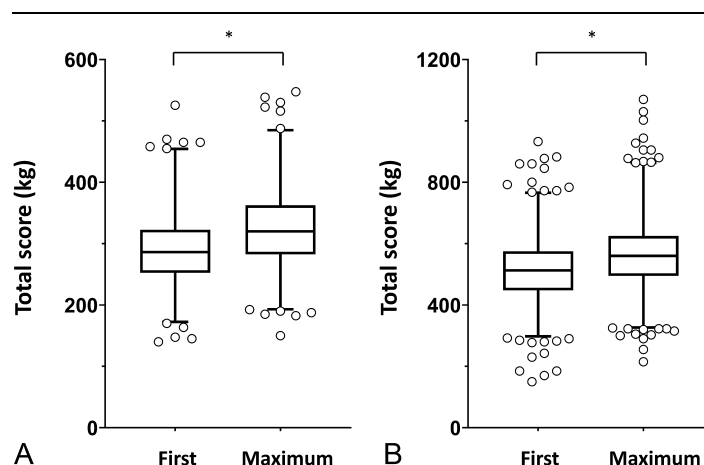 *
*
600
1200
Total score (kg)
400
200
0
Total score (kg)
800
400
0
A
First
Maximum
B
First
Maximum